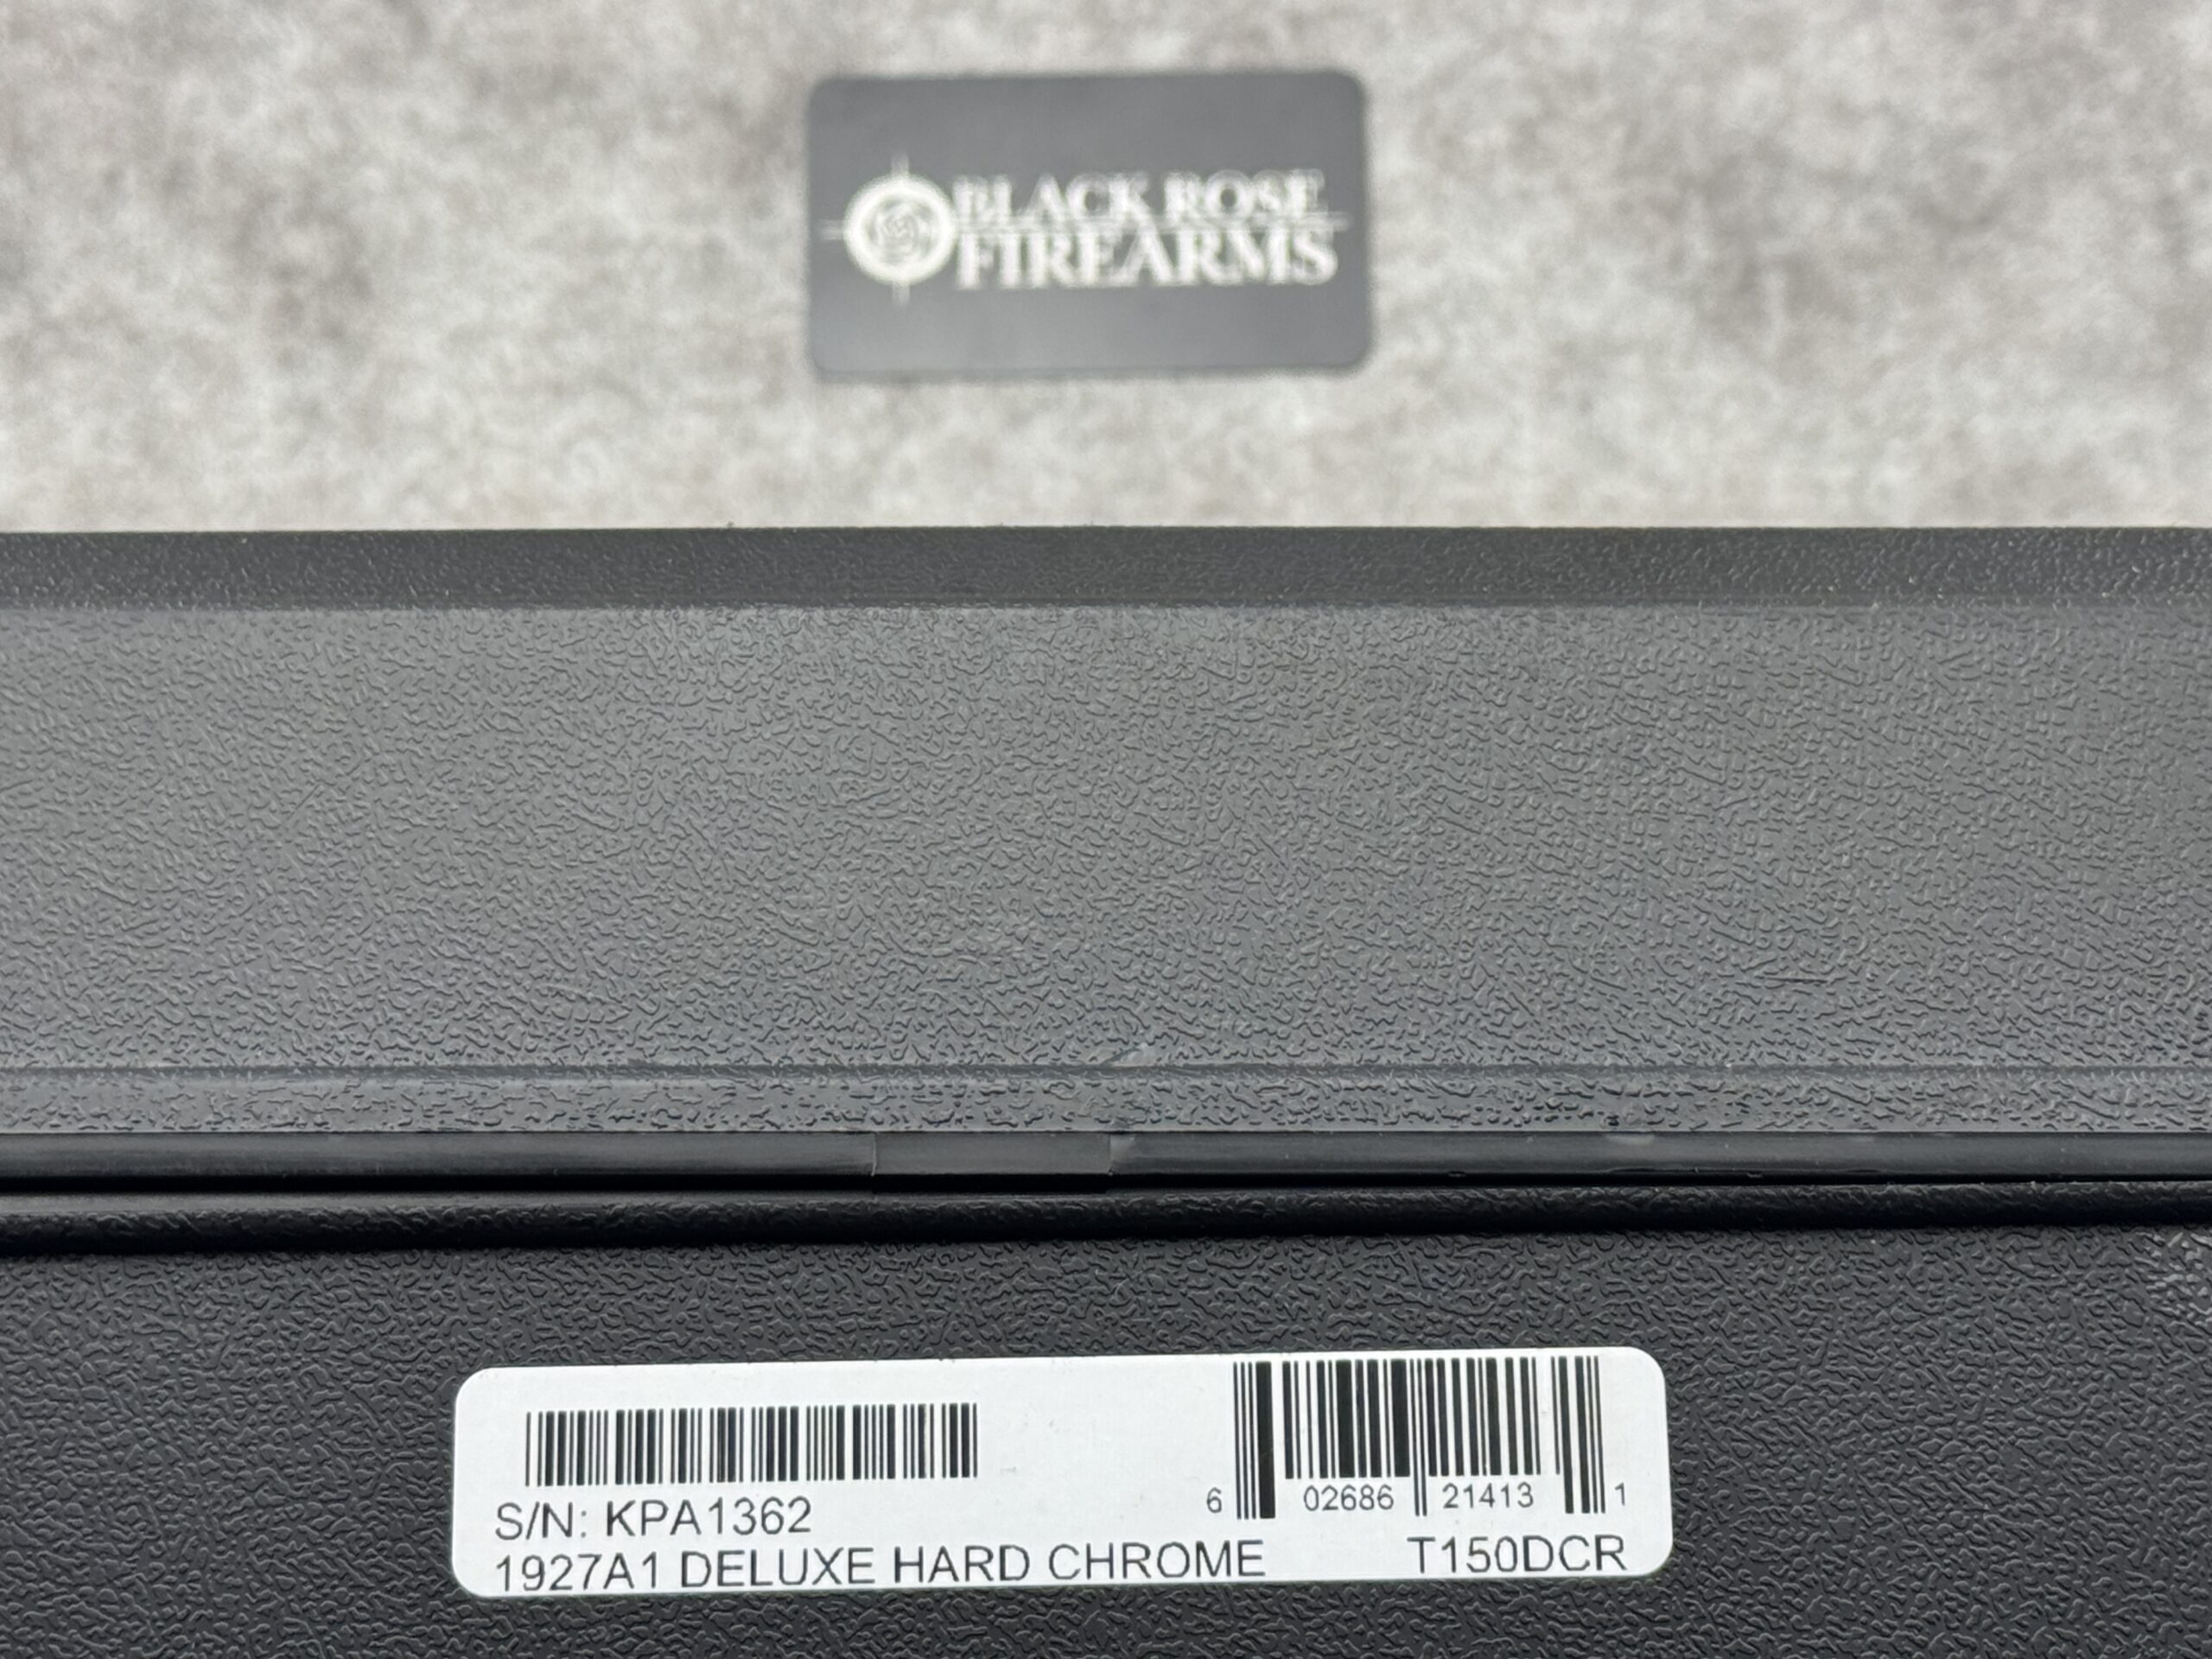 BLACK ROSE
FIREARMS
S/N: KPA1362
6 02686 21413 1
1927A1 DELUXE HARD CHROME T150DCR